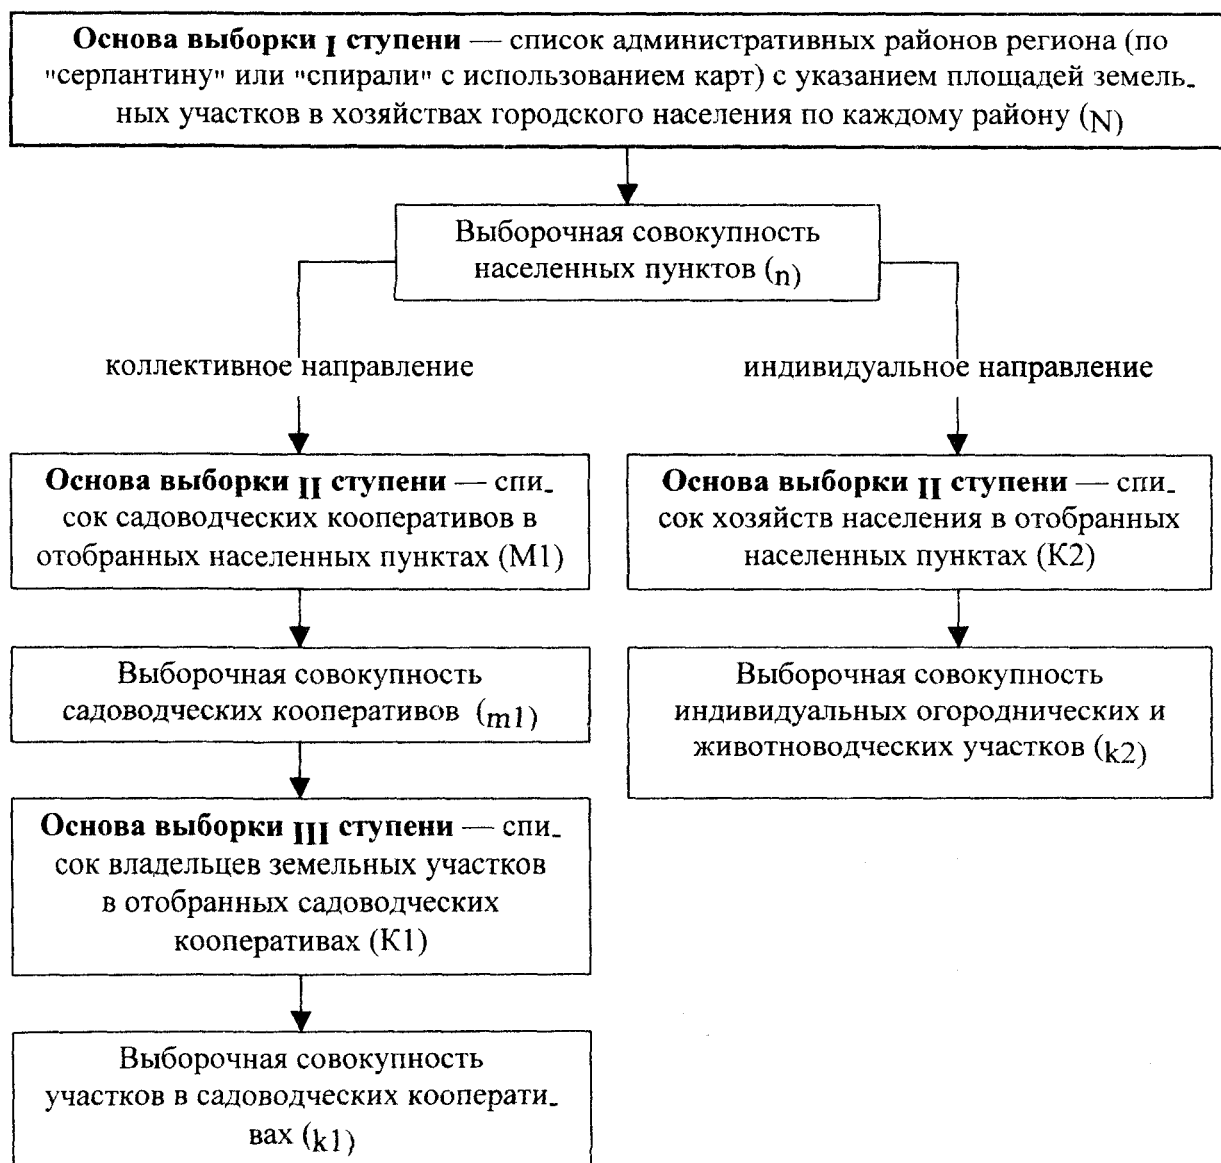 Основа выборки I ступени — список административных районов региона (по
"серпантину" или "спирали" с использованием карт) с указанием площадей земель-
ных участков в хозяйствах городского населения по каждому району (N)
Выборочная совокупность
населенных пунктов (n)
коллективное направление
индивидуальное направление
Основа выборки II ступени — спи-
сок садоводческих кооперативов в
отобранных населенных пунктах (М1)
Основа выборки II ступени — спи-
сок хозяйств населения в отобранных
населенных пунктах (К2)
Выборочная совокупность
садоводческих кооперативов (m1)
Выборочная совокупность
индивидуальных огороднических и
животноводческих участков (k2)
Основа выборки III ступени — спи-
сок владельцев земельных участков
в отобранных садоводческих
кооперативах (К1)
Выборочная совокупность
участков в садоводческих кооперати-
вах (k1)